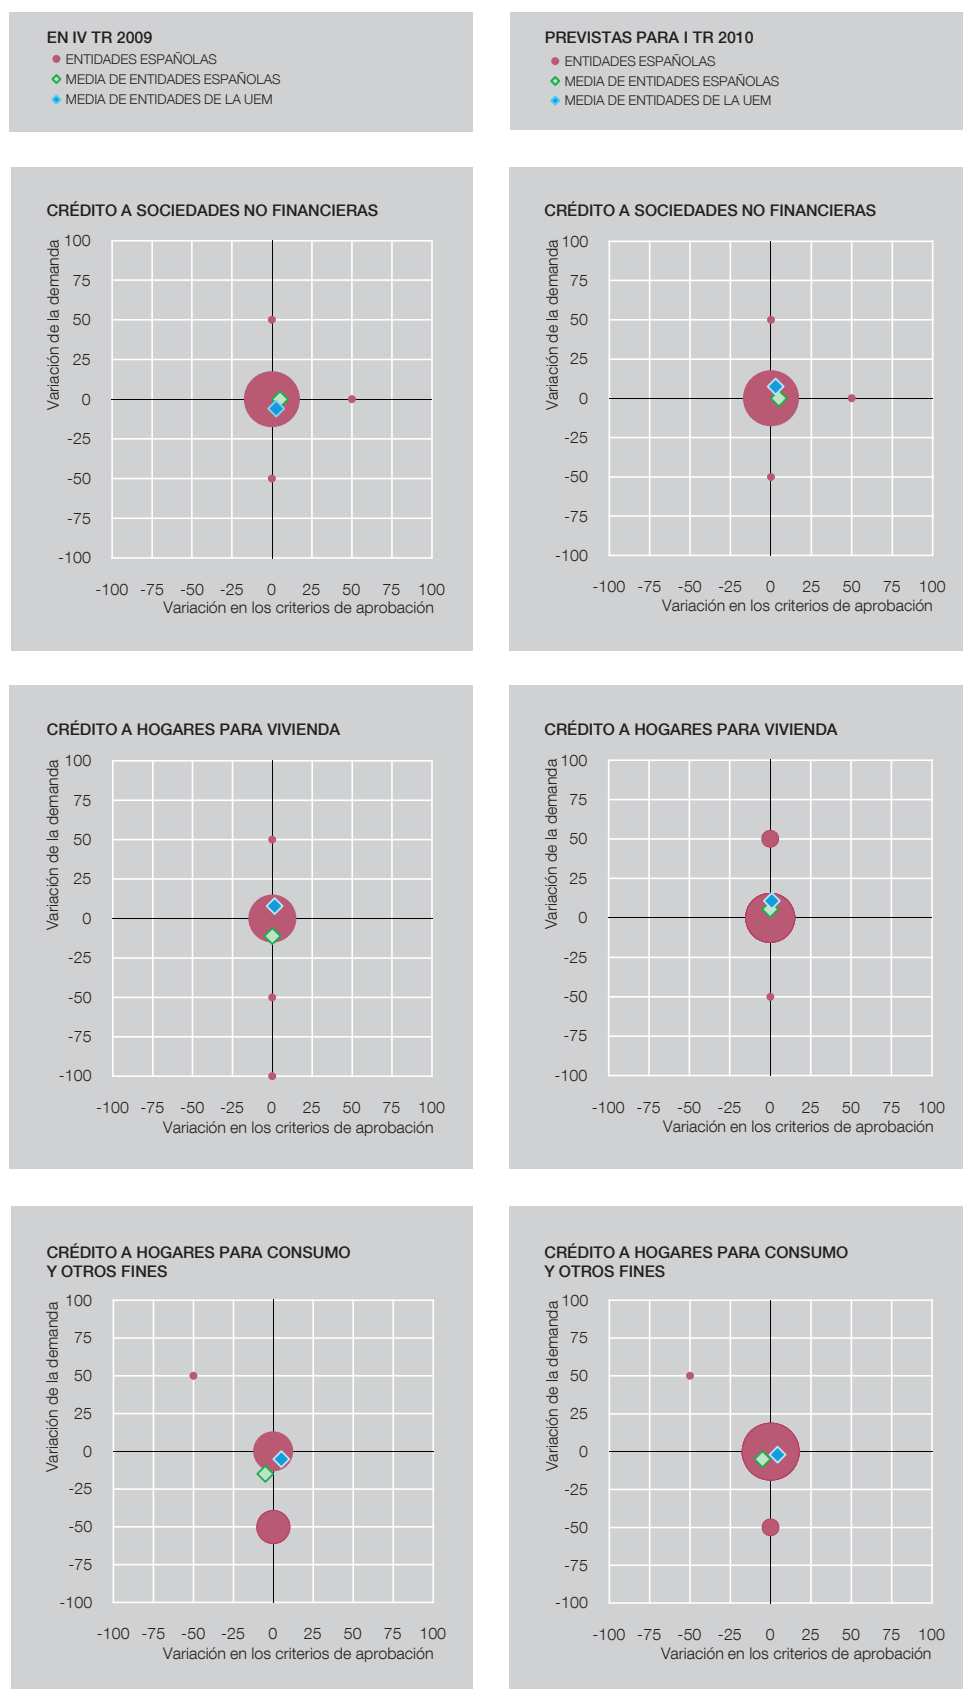 EN IV TR 2009
ENTIDADES ESPAÑOLAS
MEDIA DE ENTIDADES ESPAÑOLAS
MEDIA DE ENTIDADES DE LA UEM
PREVISTAS PARA I TR 2010
ENTIDADES ESPAÑOLAS
MEDIA DE ENTIDADES ESPAÑOLAS
MEDIA DE ENTIDADES DE LA UEM
CRÉDITO A SOCIEDADES NO FINANCIERAS
Variación de la demanda
100
75
50
25
0
-25
-50
-75
-100
-100 -75 -50 -25 0 25 50 75 100
Variación en los criterios de aprobación
CRÉDITO A SOCIEDADES NO FINANCIERAS
Variación de la demanda
100
75
50
25
0
-25
-50
-75
-100
-100 -75 -50 -25 0 25 50 75 100
Variación en los criterios de aprobación
CRÉDITO A HOGARES PARA VIVIENDA
Variación de la demanda
100
75
50
25
0
-25
-50
-75
-100
-100 -75 -50 -25 0 25 50 75 100
Variación en los criterios de aprobación
CRÉDITO A HOGARES PARA VIVIENDA
Variación de la demanda
100
75
50
25
0
-25
-50
-75
-100
-100 -75 -50 -25 0 25 50 75 100
Variación en los criterios de aprobación
CRÉDITO A HOGARES PARA CONSUMO
Y OTROS FINES
Variación de la demanda
100
75
50
25
0
-25
-50
-75
-100
-100 -75 -50 -25 0 25 50 75 100
Variación en los criterios de aprobación
CRÉDITO A HOGARES PARA CONSUMO
Y OTROS FINES
Variación de la demanda
100
75
50
25
0
-25
-50
-75
-100
-100 -75 -50 -25 0 25 50 75 100
Variación en los criterios de aprobación